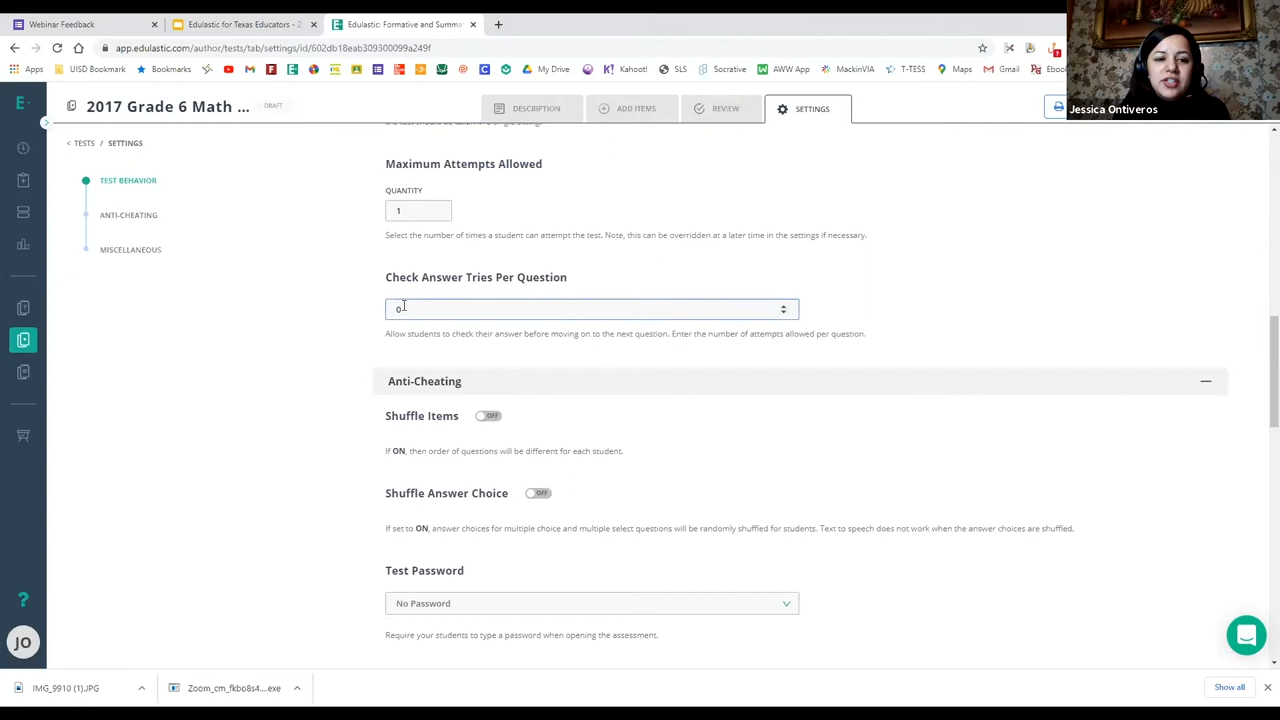 Webinar Feedback
Edulastic for Texas Educators - 2
Edulastic: Formative and Summa
app.edulastic.com/author/tests/tab/settings/id/602db18eab309300099a249f
Apps
UISD Bookmark
Bookmarks
My Drive
Kahoot!
SLS
Socrative
AWW App
MackinVIA
T-TESS
Maps
Gmail
Eboo
Jessica Ontiveros
2017 Grade 6 Math ...
DRAFT
DESCRIPTION
ADD ITEMS
REVIEW
SETTINGS
< TESTS / SETTINGS
TEST BEHAVIOR
ANTI-CHEATING
MISCELLANEOUS
Maximum Attempts Allowed
QUANTITY
1
Select the number of times a student can attempt the test. Note, this can be overridden at a later time in the settings if necessary.
Check Answer Tries Per Question
0
Allow students to check their answer before moving on to the next question. Enter the number of attempts allowed per question.
Anti-Cheating
Shuffle Items OFF
If ON, then order of questions will be different for each student.
Shuffle Answer Choice OFF
If set to ON, answer choices for multiple choice and multiple select questions will be randomly shuffled for students. Text to speech does not work when the answer choices are shuffled.
Test Password
No Password
Require your students to type a password when opening the assessment.
?
JO
IMG_9910 (1).JPG
Zoom_cm_fkbo8s4....exe
Show all